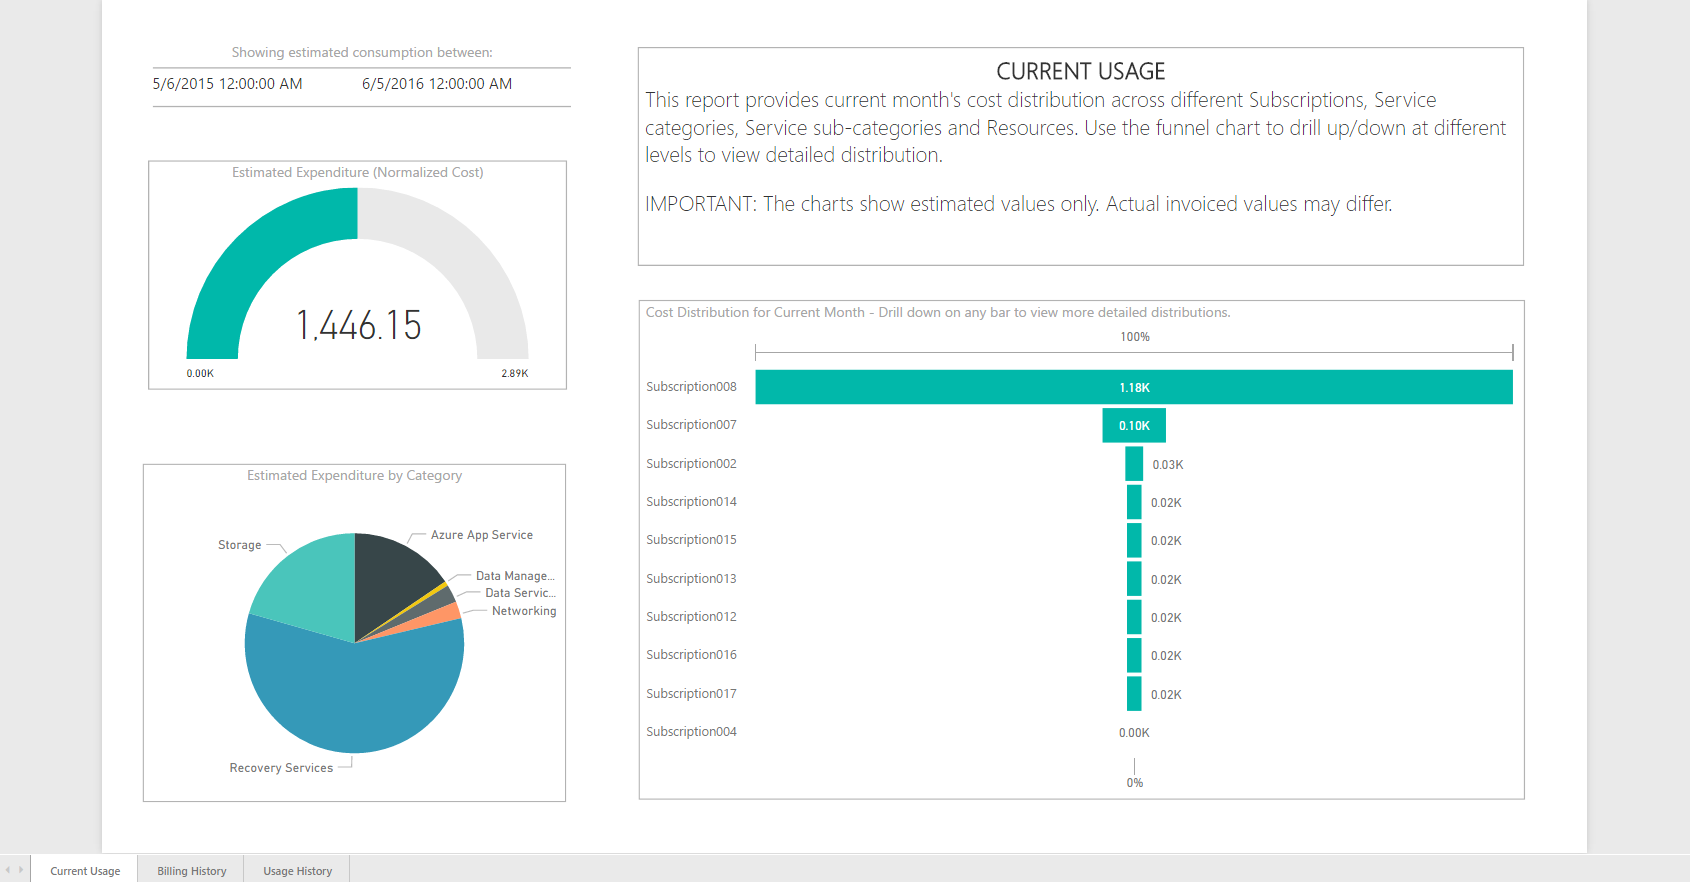 Showing estimated consumption between:
5/6/2015 12:00:00 AM 6/5/2016 12:00:00 AM
Estimated Expenditure (Normalized Cost)
1,446.15
0.00K 2.89K
Estimated Expenditure by Category
Azure App Service
Storage
Data Manage...
Data Servic...
Networking
Recovery Services
CURRENT USAGE
This report provides current month's cost distribution across different Subscriptions, Service
categories, Service sub-categories and Resources. Use the funnel chart to drill up/down at different
levels to view detailed distribution.
IMPORTANT: The charts show estimated values only. Actual invoiced values may differ.
Cost Distribution for Current Month - Drill down on any bar to view more detailed distributions.
100%
Subscription008 1.18K
Subscription007 0.10K
Subscription002 0.03K
Subscription014 0.02K
Subscription015 0.02K
Subscription013 0.02K
Subscription012 0.02K
Subscription016 0.02K
Subscription017 0.02K
Subscription004 0.00K
0%
Current Usage Billing History Usage History